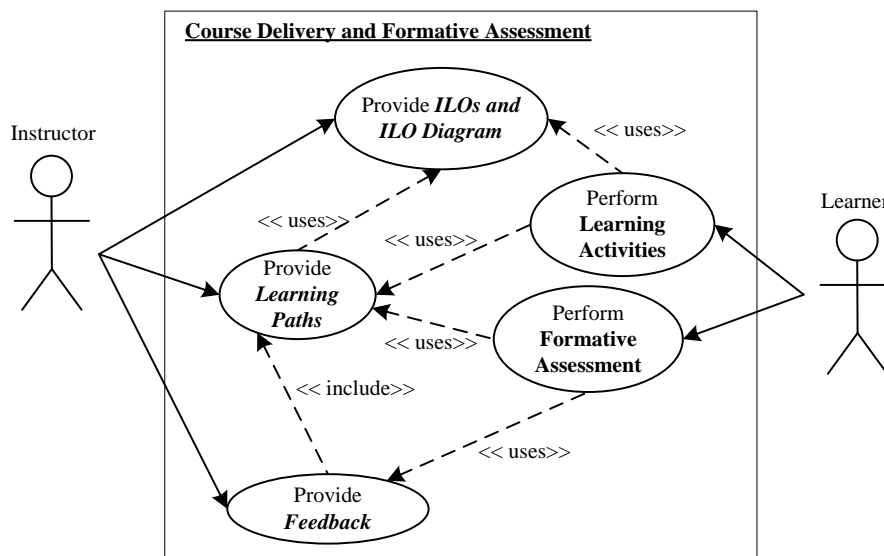 Course Delivery and Formative Assessment
Provide ILOs and
ILO Diagram
Instructor
<< uses>>
Perform
Learning
Activities
Learner
<< uses>>
<< uses>>
Provide
Learning
Paths
Perform
Formative
Assessment
<< uses>>
<< include>>
<< uses>>
Provide
Feedback